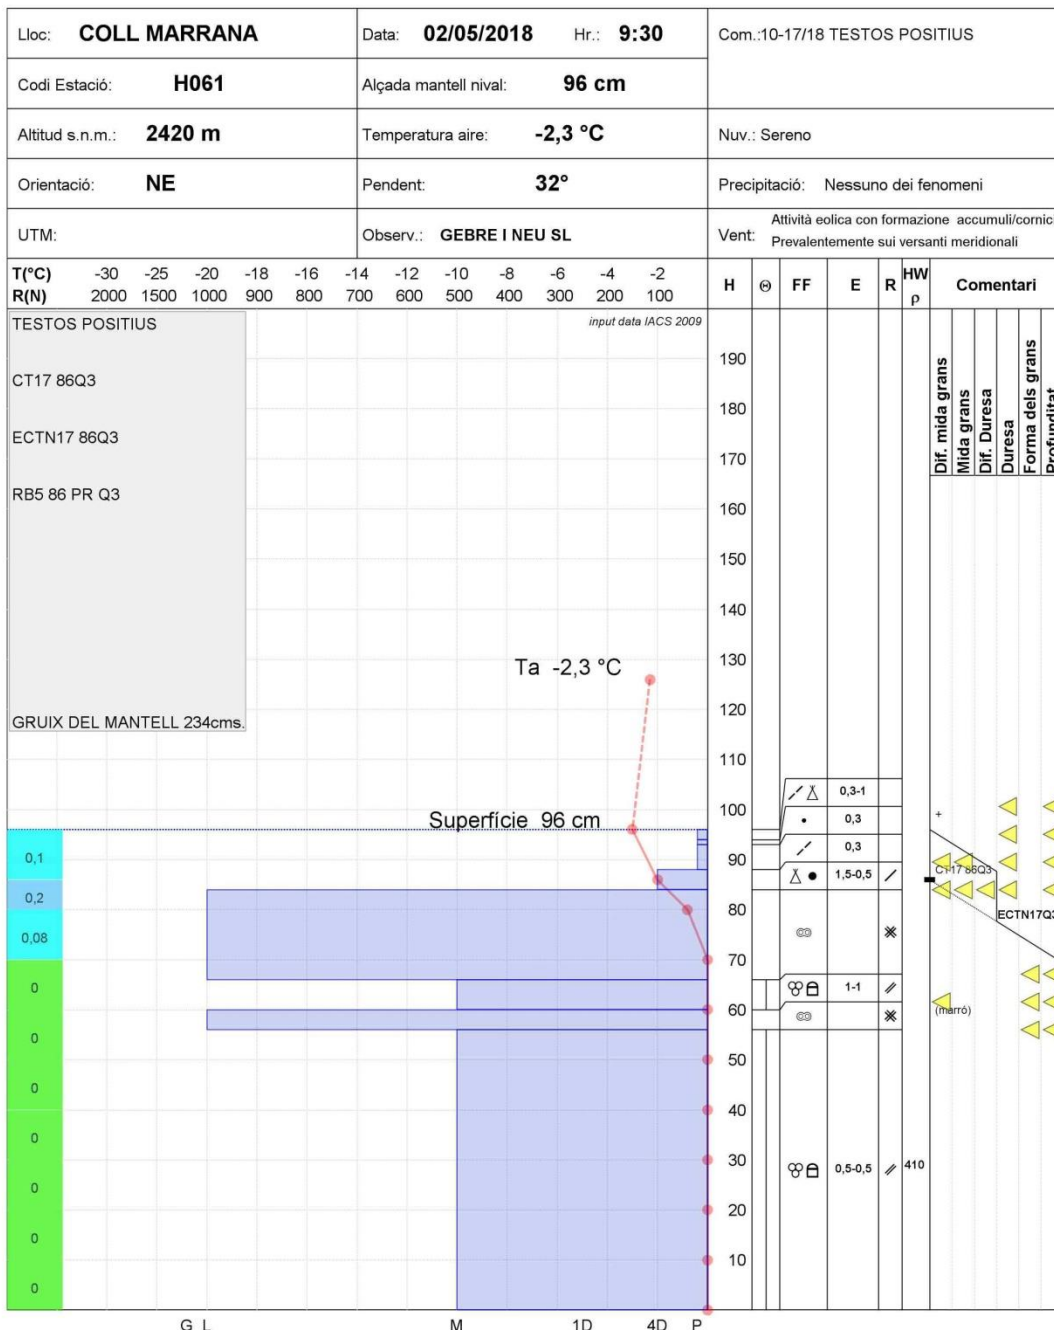 Lloc: COLL MARRANA Data: 02/05/2018 Hr.: 9:30 Com.:10-17/18 TESTOS POSITIUS
Codi Estació: H061 Alçada mantell nival: 96 cm
Altitud s.n.m.: 2420 m Temperatura aire: -2,3 °C Nuv.: Sereno
Orientació: NE Pendent: 32° Precipitació: Nessuno dei fenomeni
UTM: Observ.: GEBRE I NEU SL Vent: Attività eolica con formazione accumuli/cornici
Prevalentemente sui versanti meridionali
T(°C) -30 -25 -20 -18 -16 -14 -12 -10 -8 -6 -4 -2
R(N) 2000 1500 1000 900 800 700 600 500 400 300 200 100
H Θ FF E R HW ρ Comentari
TESTOS POSITIUS
input data IACS 2009
CT17 86Q3
ECTN17 86Q3
RB5 86 PR Q3
GRUIX DEL MANTELL 234cms.
Dif. mida grans
Mida grans
Dif. Duresa
Duresa
Forma dels grans
Profunditat
190
180
170
160
150
140
130
120
110
100
90
80
70
60
50
40
30
20
10
Ta -2,3 °C
Superfície 96 cm
0,3-1
+
0,3
0,3
1,5-0,5
CT17 86Q3
ECTN17Q3
1-1
(marró)
0,5-0,5
410
0,1
0,2
0,08
0
0
0
0
0
0
0
G L M 1D 4D P